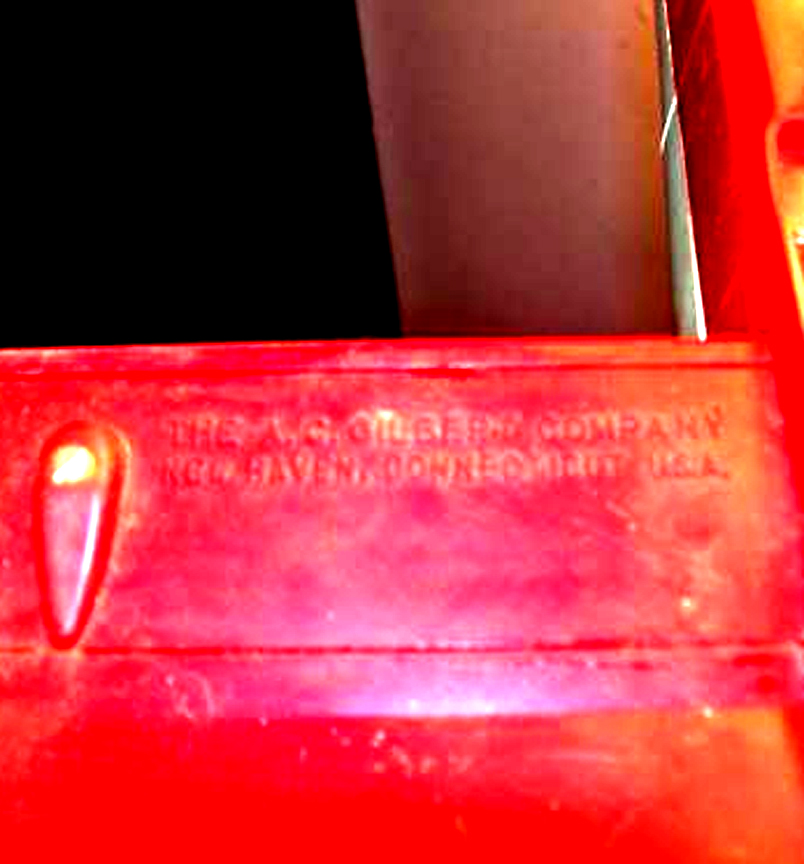 THE A.C. GILBERT COMPANY
NEW HAVEN, CONNECTICUT U.S.A.